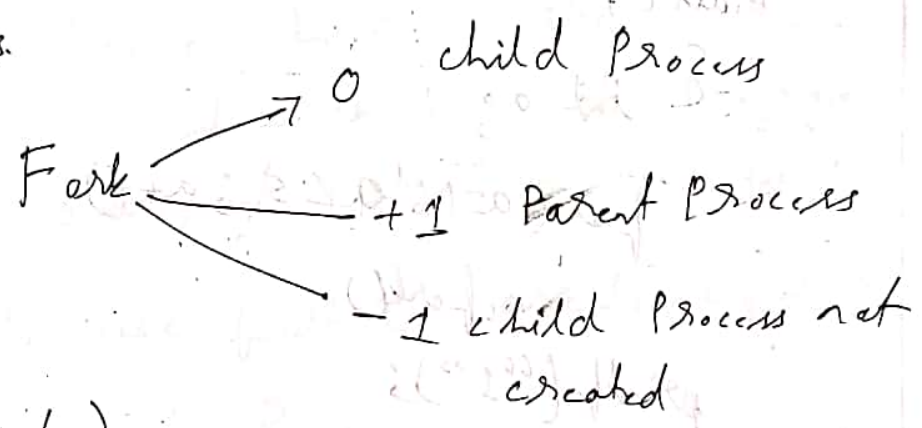 0 child Process
Fork
+1 Parent Process
-1 child Process not
created